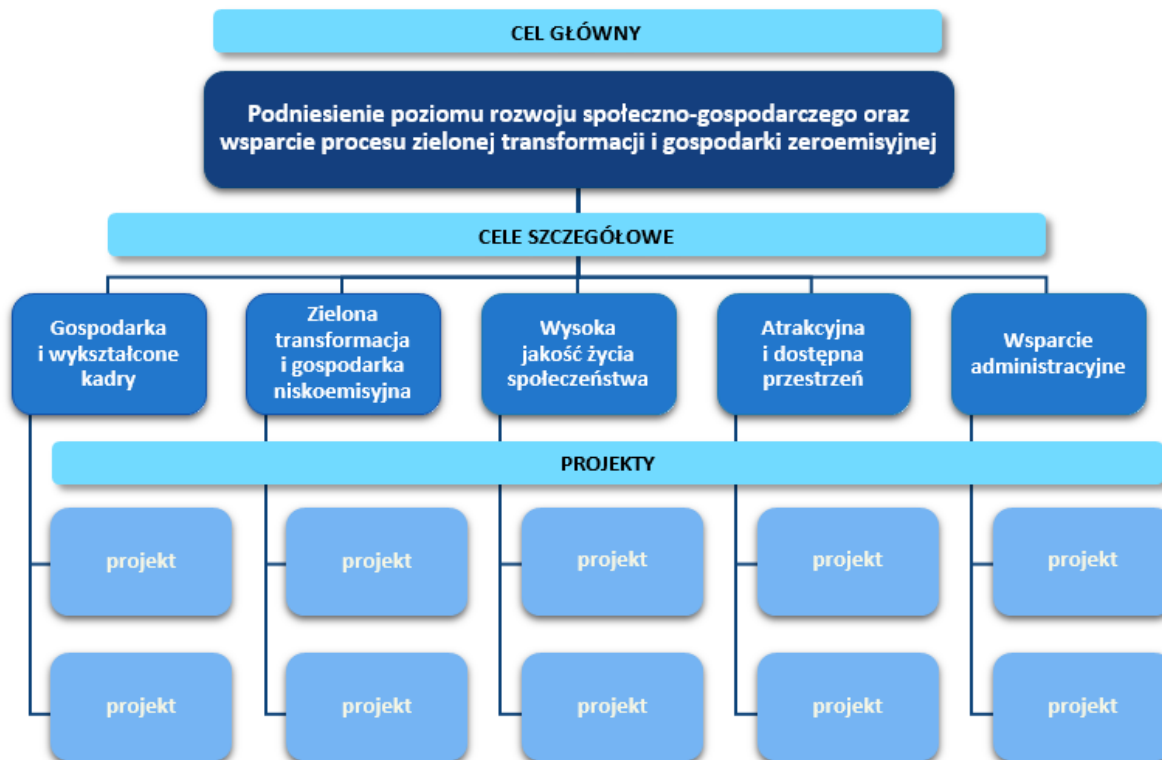 CEL GŁÓWNY
Podniesienie poziomu rozwoju społeczno-gospodarczego oraz
wsparcie procesu zielonej transformacji i gospodarki zeroemisyjnej
CELE SZCZEGÓŁOWE
Gospodarka
i wykształcone
kadry
Zielona
transformacja
i gospodarka
niskoemisyjna
Wysoka
jakość życia
społeczeństwa
Atrakcyjna
i dostępna
przestrzeń
Wsparcie
administracyjne
PROJEKTY
projekt
projekt
projekt
projekt
projekt
projekt
projekt
projekt
projekt
projekt